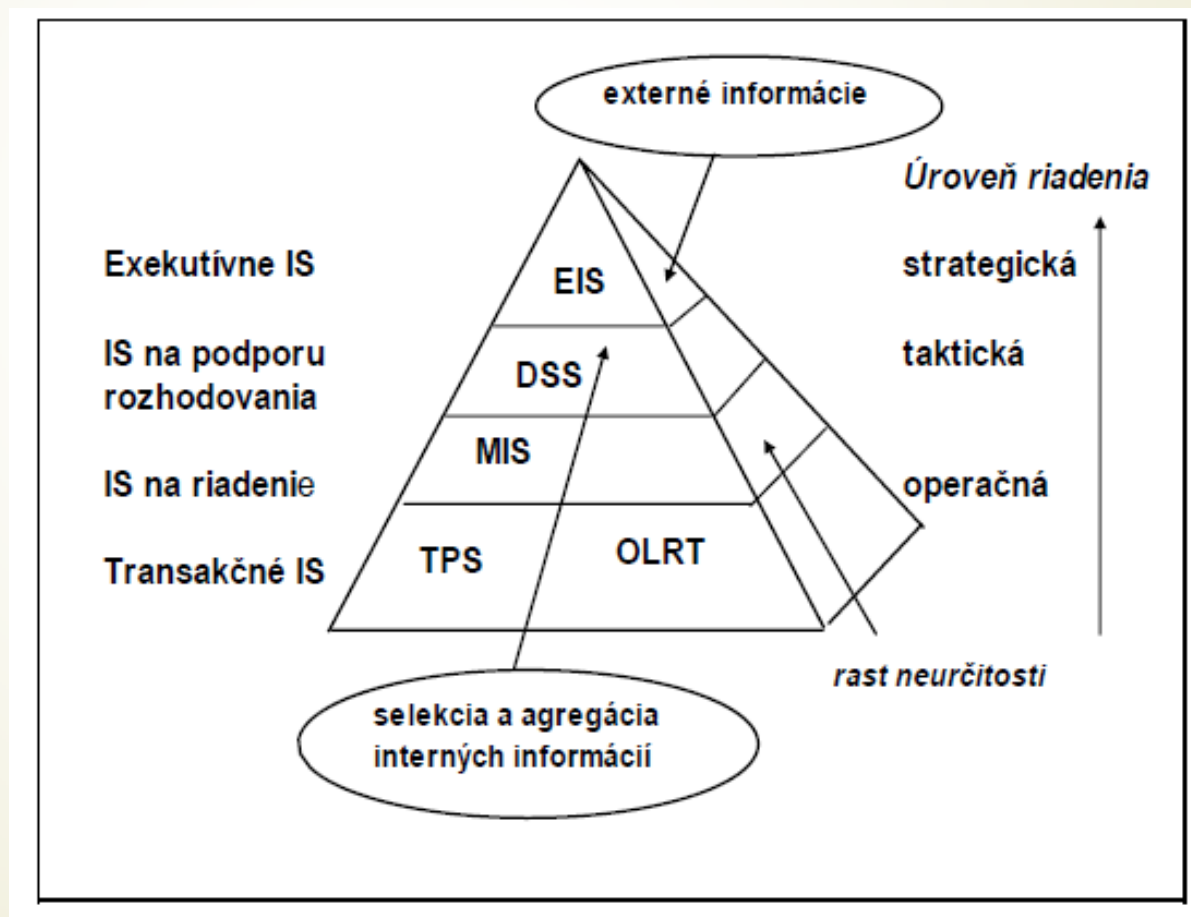 externé informácie
Úroveň riadenia
Exekutívne IS
EIS
strategická
IS na podporu
rozhodovania
DSS
taktická
MIS
IS na riadenie
operačná
Transakčné IS
TPS
OLRT
rast neurčitosti
selekcia a agregácia
interných informácií